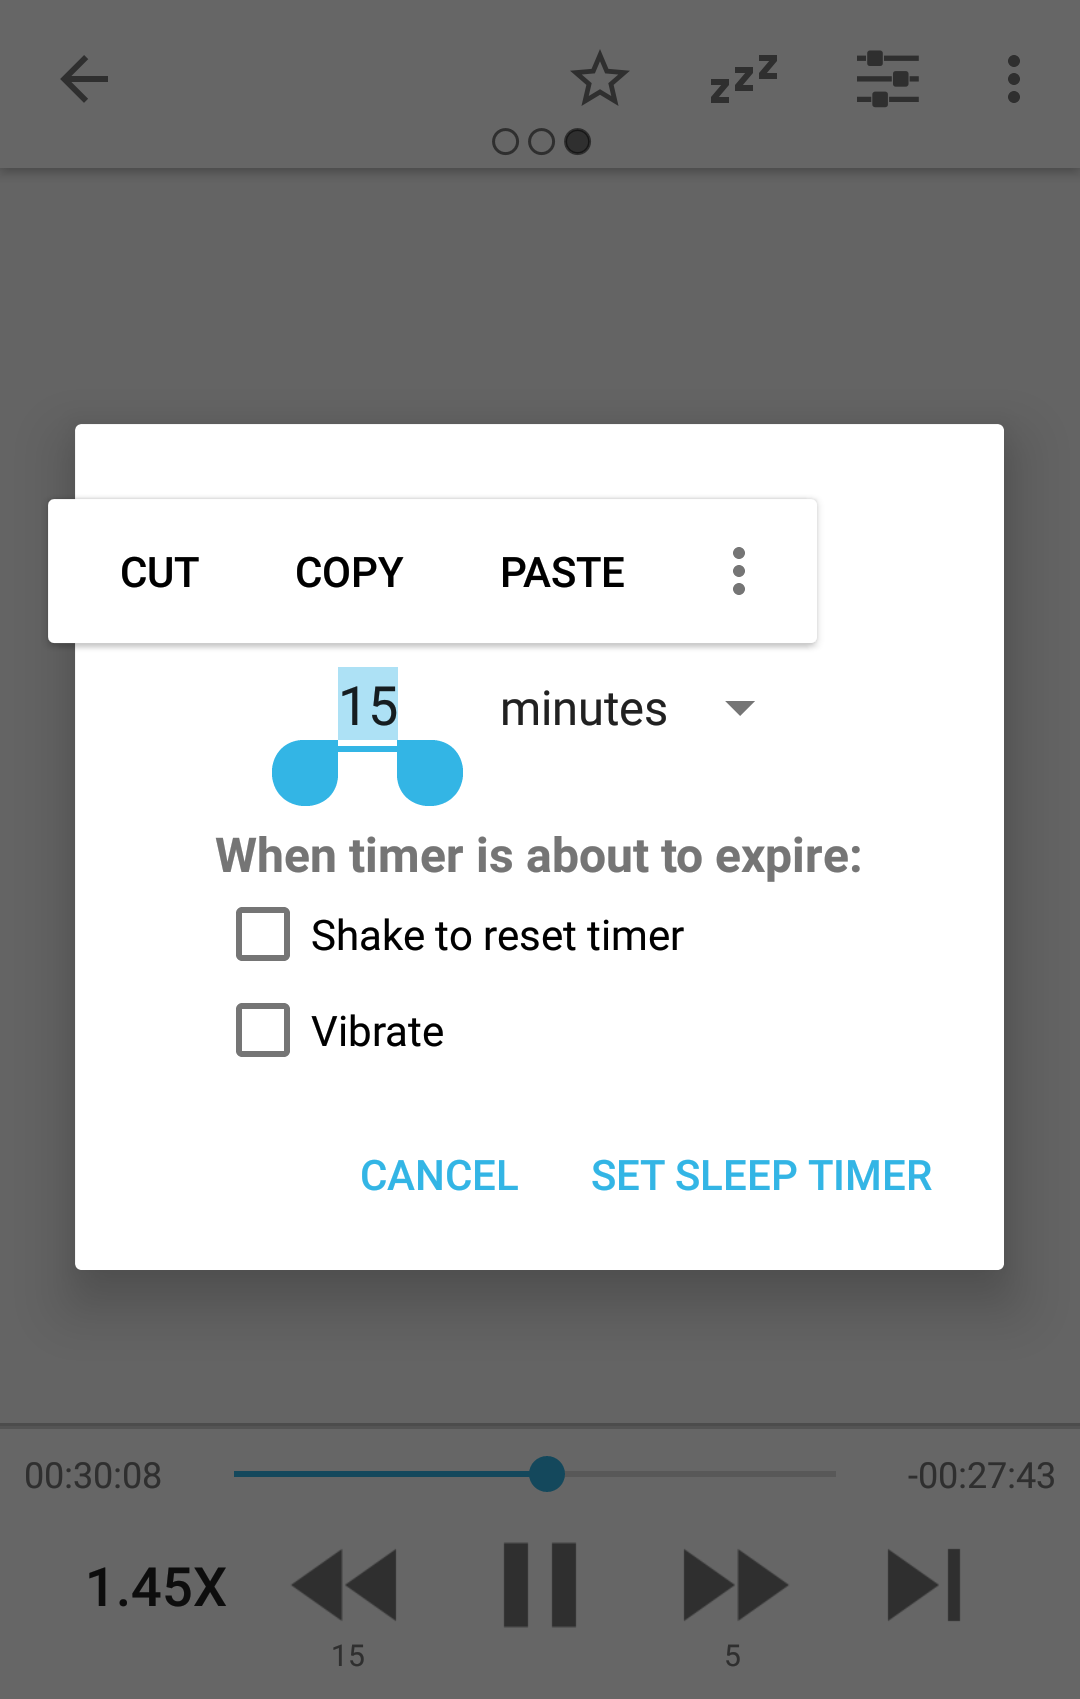 zzz
CUT COPY PASTE
15 minutes
When timer is about to expire:
Shake to reset timer
Vibrate
CANCEL SET SLEEP TIMER
00:30:08 -00:27:43
1.45X
15 5